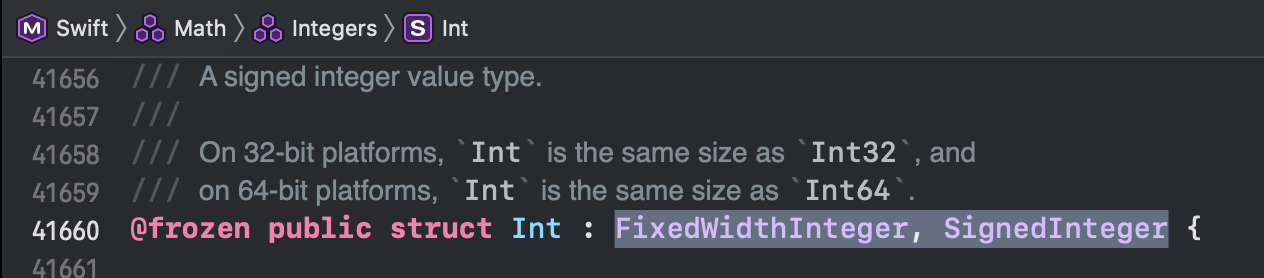 M Swift 〉 Math 〉 Integers 〉 S Int
41656 /// A signed integer value type.
41657 ///
41658 /// On 32-bit platforms, `Int` is the same size as `Int32`, and
41659 /// on 64-bit platforms, `Int` is the same size as `Int64`.
41660 @frozen public struct Int : FixedWidthInteger, SignedInteger {
41661